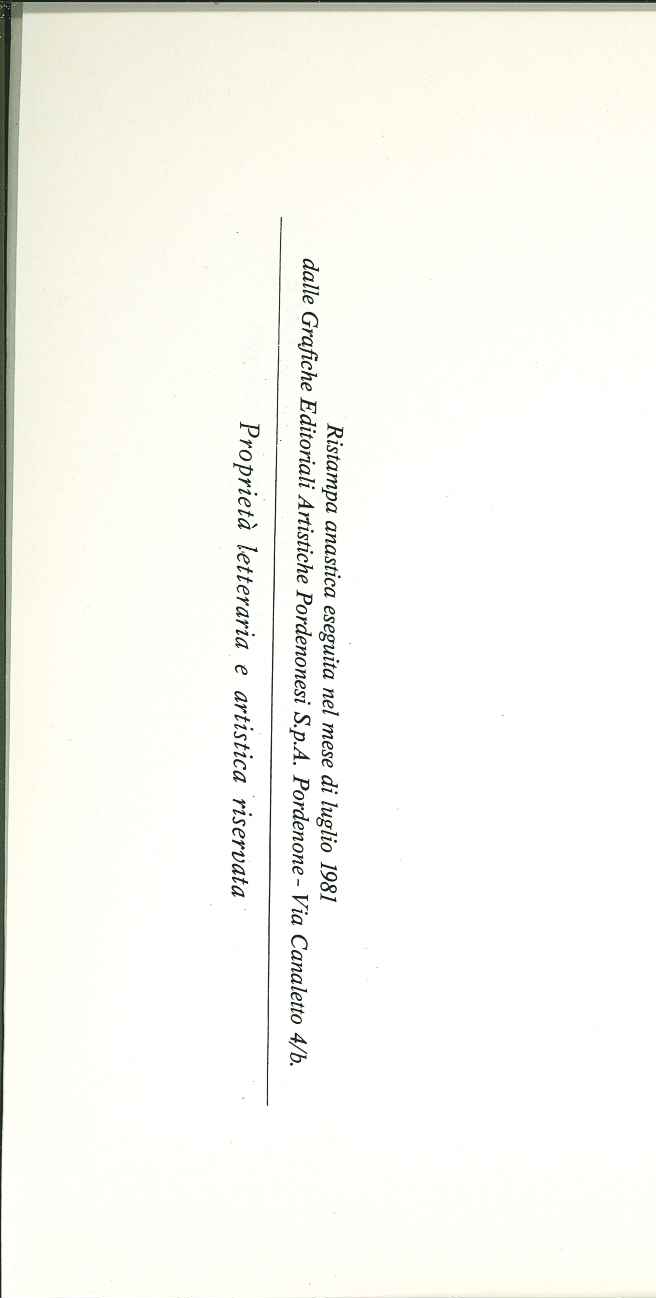 Ristampa anastica eseguita nel mese di luglio 1981
dalle Grafiche Editoriali Artistiche Pordenonesi S.p.A. Pordenone - Via Canaletto 4/b.
Proprietà letteraria e artistica riservata